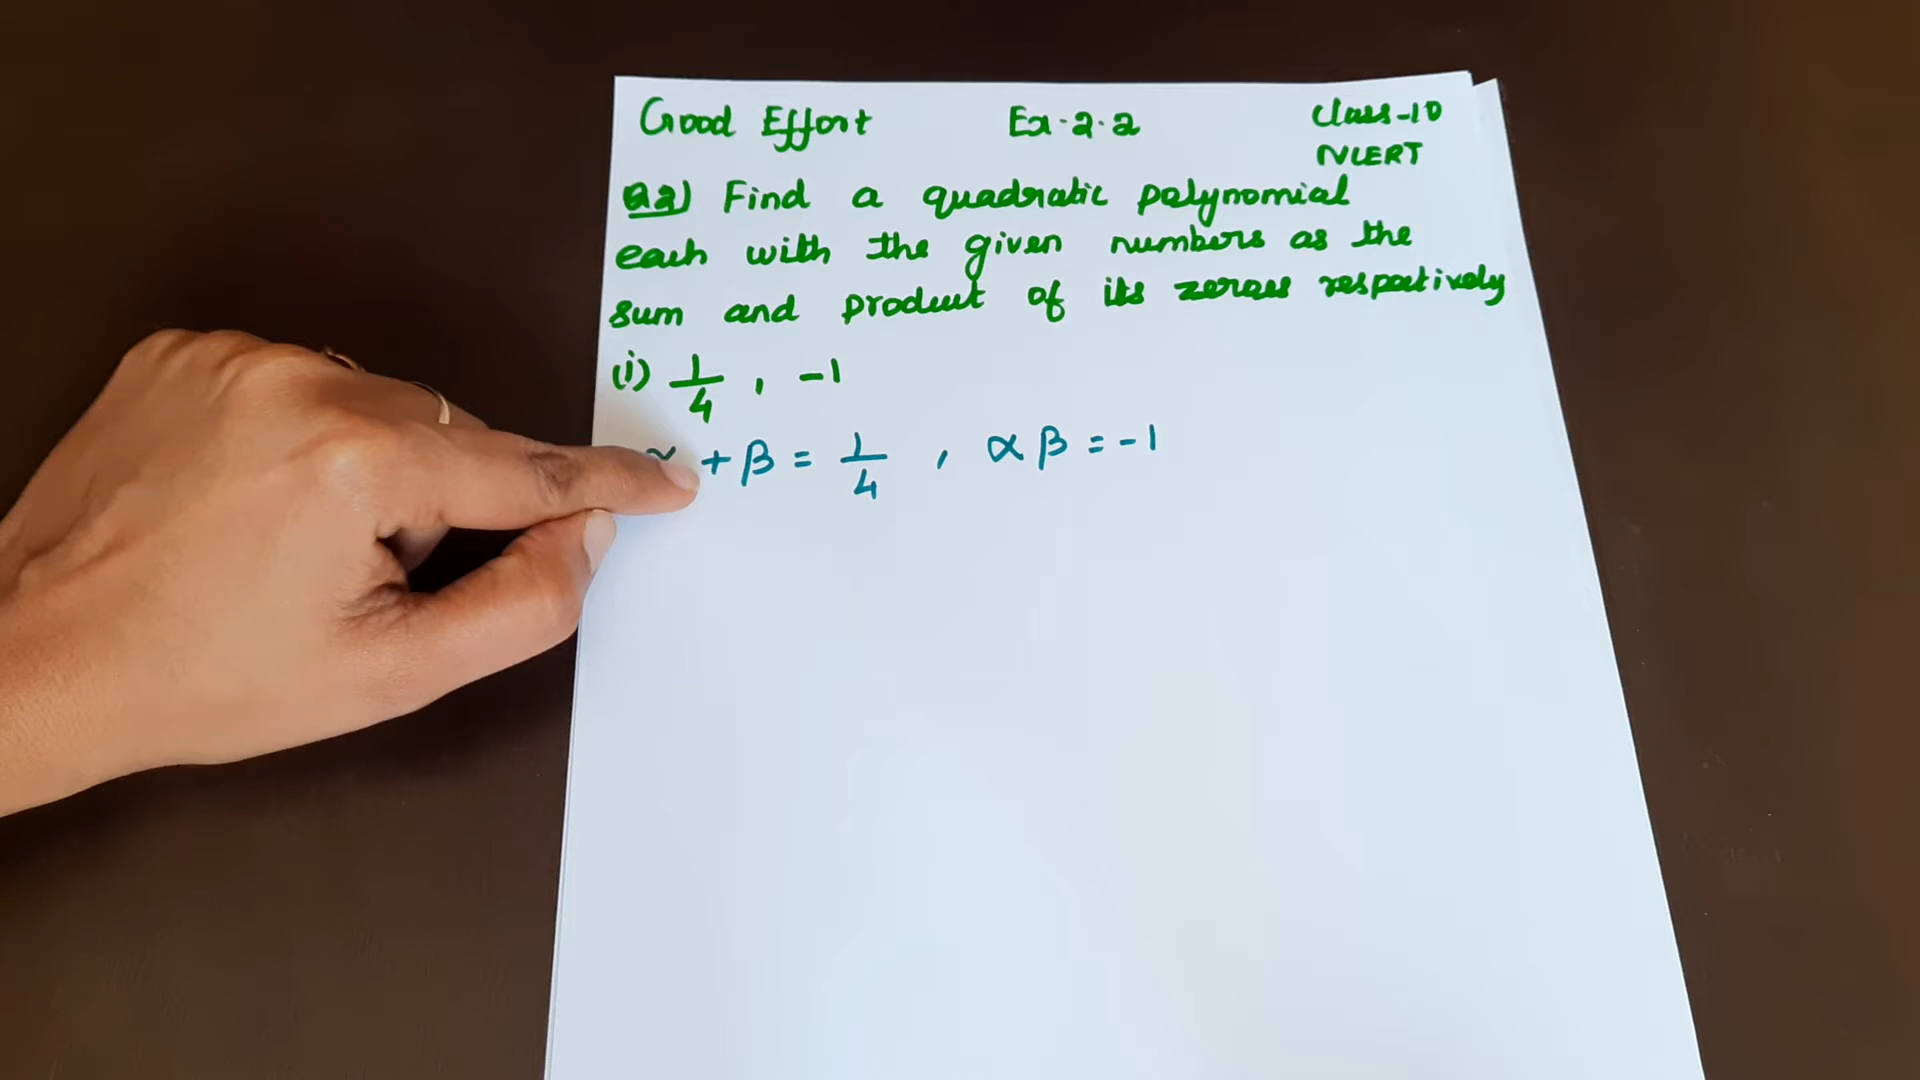 Good Effort Ex·2·2 Class-10
NCERT
Q2) Find a quadratic polynomial
each with the given numbers as the
sum and product of its zeroes respectively
(i) 1/4 , -1
α + β = 1/4 , αβ = -1